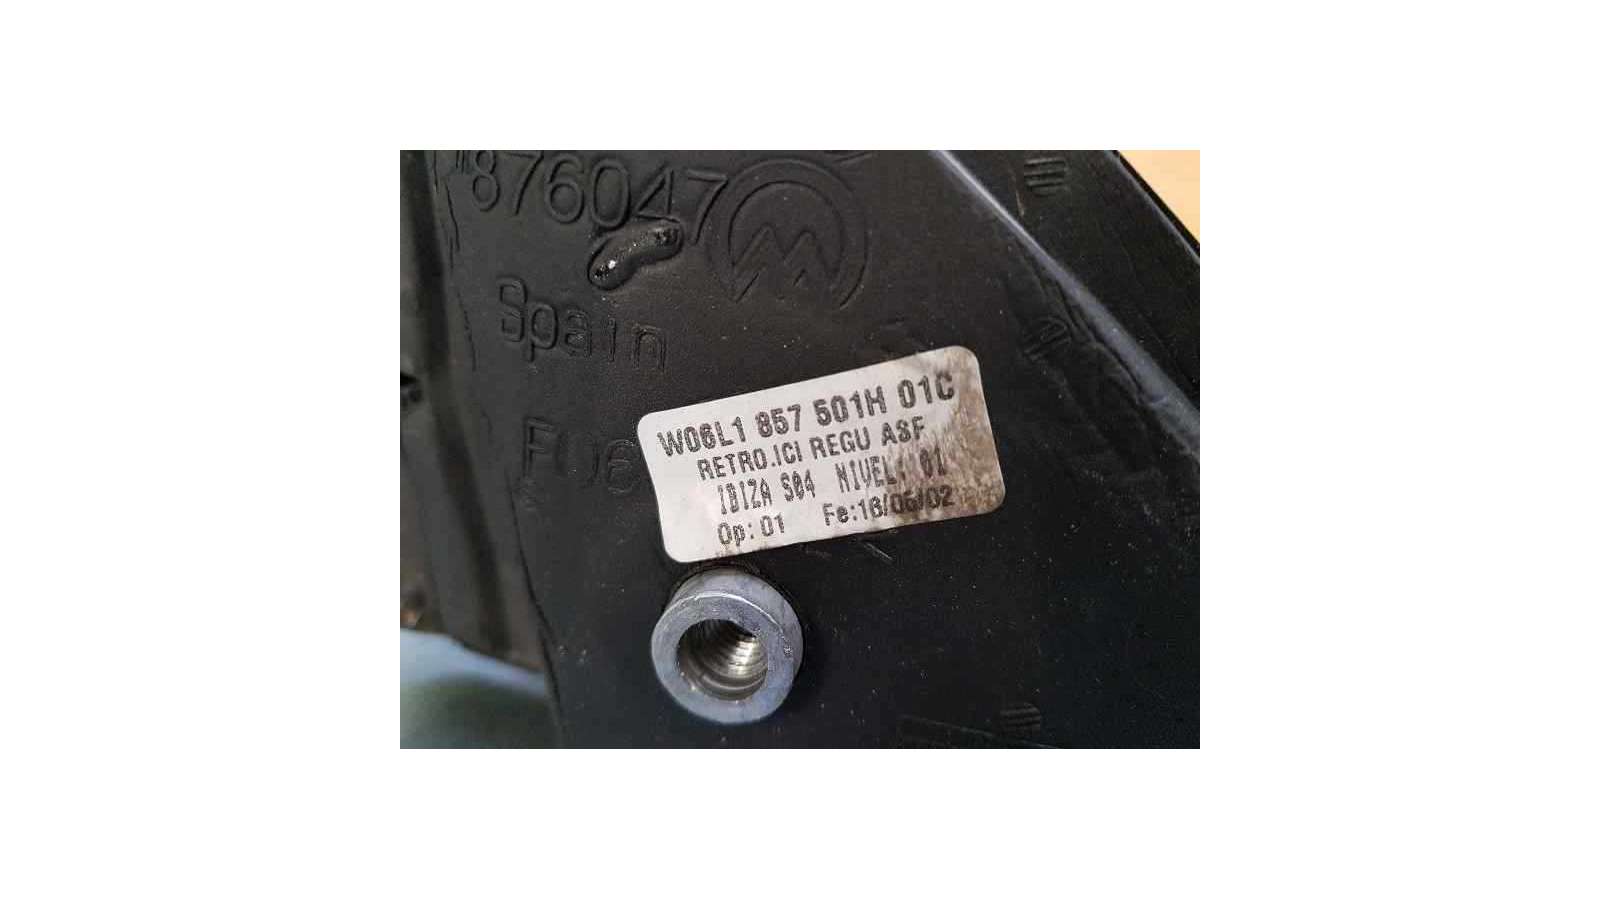 876047
Spain
W06L1 857 501H 01C
RETRO.ICI REGU ASF
IBIZA S04 NIVEL: 01
Op: 01 Fe:16/05/02